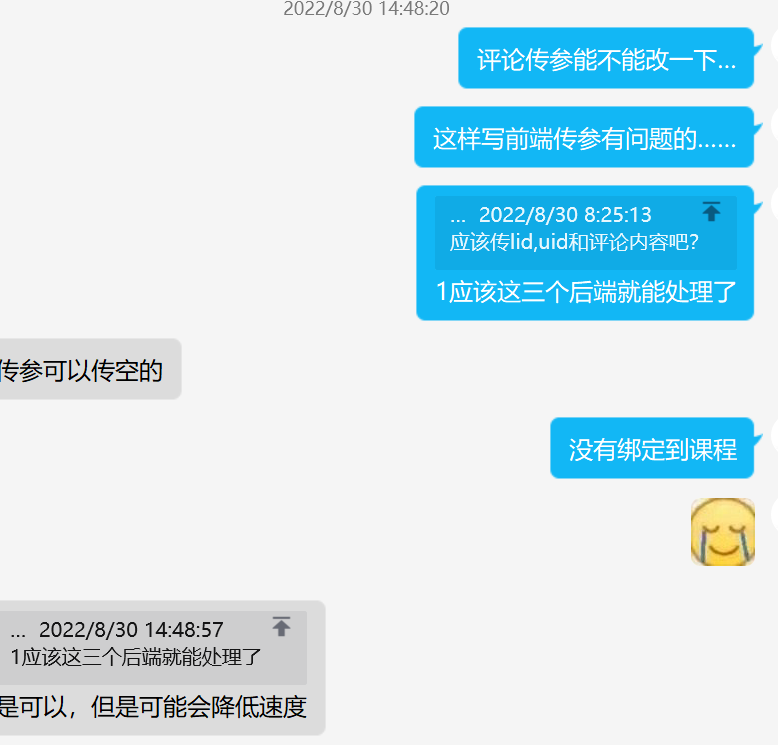 2022/8/30 14:48:20
评论传参能不能改一下...
这样写前端传参有问题的......
... 2022/8/30 8:25:13
应该传lid,uid和评论内容吧?
1应该这三个后端就能处理了
传参可以传空的
没有绑定到课程
... 2022/8/30 14:48:57
1应该这三个后端就能处理了
是可以，但是可能会降低速度